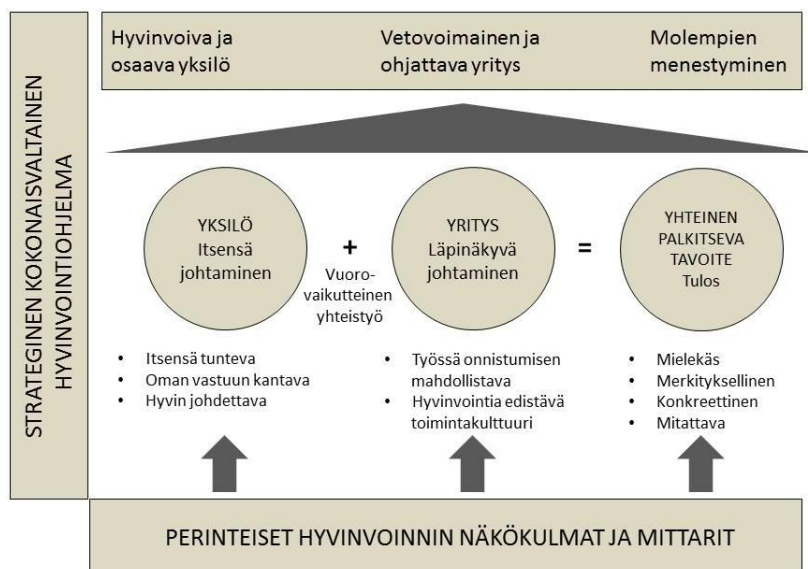 STRATEGINEN KOKONAISVALTAINEN
HYVINVOINTIOHJELMA
Hyvinvoiva ja
osaava yksilö
Vetovoimainen ja
ohjattava yritys
Molempien
menestyminen
YKSILÖ
Itsensä
johtaminen
+
Vuoro-
vaikutteinen
yhteistyö
YRITYS
Läpinäkyvä
johtaminen
=
YHTEINEN
PALKITSEVA
TAVOITE
Tulos
• Itsensä tunteva
• Oman vastuun kantava
• Hyvin johdettava
• Työssä onnistumisen
mahdollistava
• Hyvinvointia edistävä
toimintakulttuuri
• Mielekäs
• Merkityksellinen
• Konkreettinen
• Mitattava
PERINTEISET HYVINVOINNIN NÄKÖKULMAT JA MITTARIT